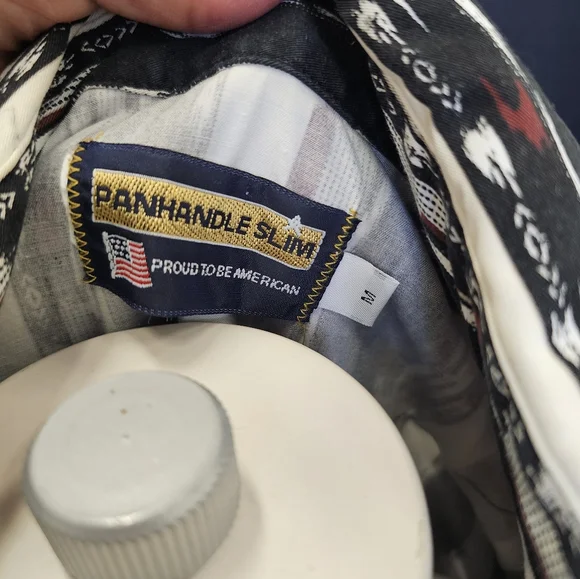 PANHANDLE SLIM
PROUD TO BE AMERICAN
M